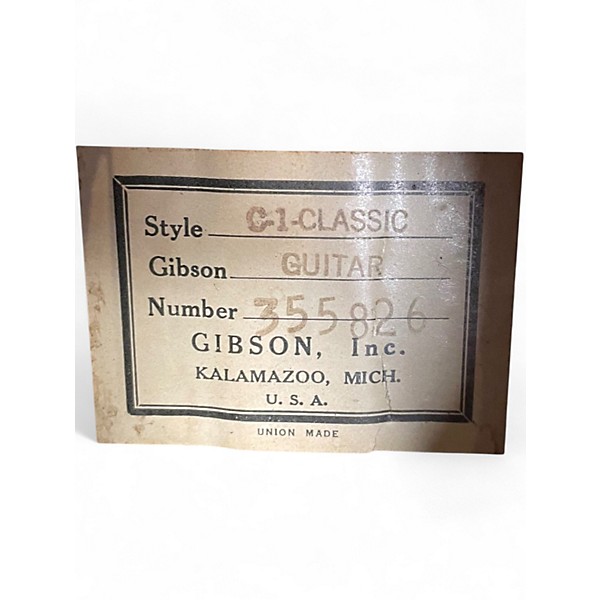 Style C-1-CLASSIC
Gibson GUITAR
Number 355826
GIBSON, Inc.
KALAMAZOO, MICH.
U. S. A.
UNION MADE